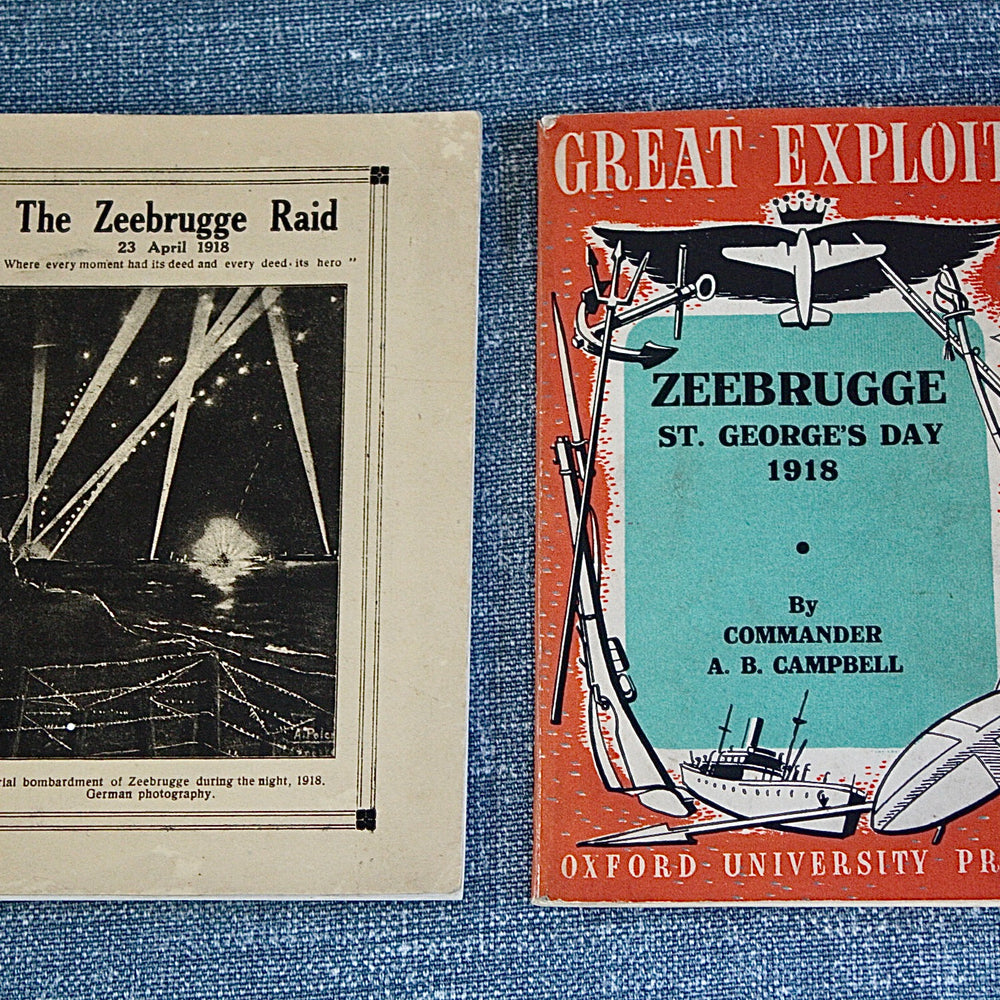 The Zeebrugge Raid
23 April 1918
Where every moment had its deed and every deed its hero "
rial bombardment of Zeebrugge during the night, 1918.
German photography.
GREAT EXPLOIT
ZEEBRUGGE
ST. GEORGE'S DAY
1918
•
By
COMMANDER
A. B. CAMPBELL
OXFORD UNIVERSITY PR